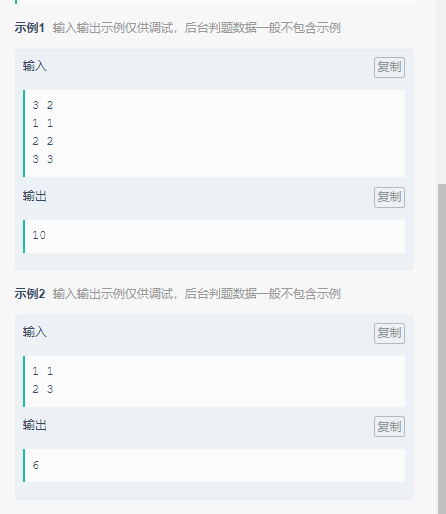 示例1 输入输出示例仅供调试，后台判题数据一般不包含示例
输入
复制
3 2
1 1
2 2
3 3
输出
复制
10
示例2 输入输出示例仅供调试，后台判题数据一般不包含示例
输入
复制
1 1
2 3
输出
复制
6